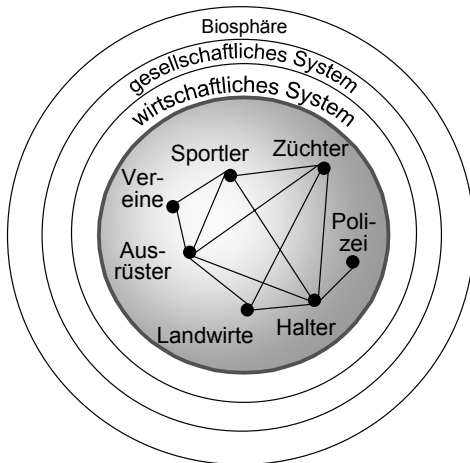 Biosphäre
gesellschaftliches System
wirtschaftliches System
Sportler
Züchter
Ver-
eine
Poli-
zei
Aus-
rüster
Landwirte
Halter